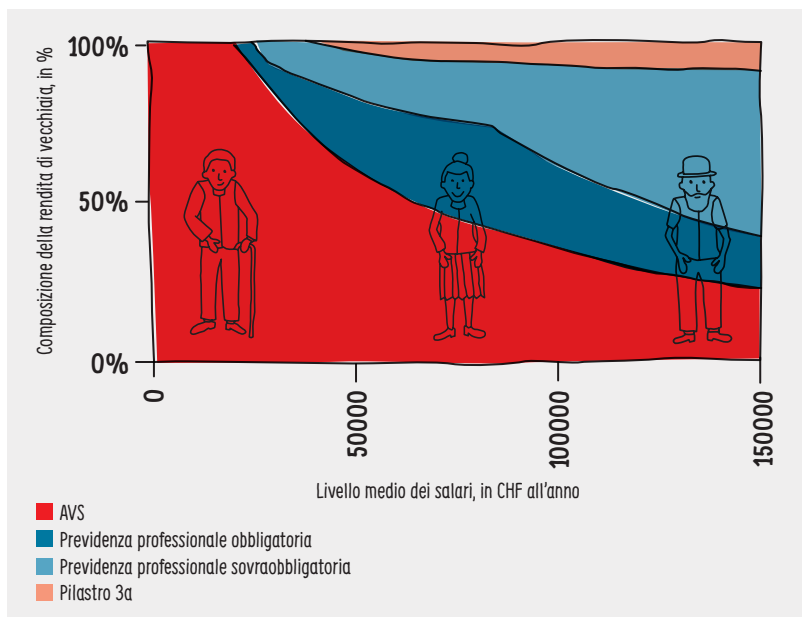 Composizione della rendita di vecchiaia, in %
100%
50%
0%
0
50000
100000
150000
Livello medio dei salari, in CHF all'anno
AVS
Previdenza professionale obbligatoria
Previdenza professionale sovraobbligatoria
Pilastro 3a